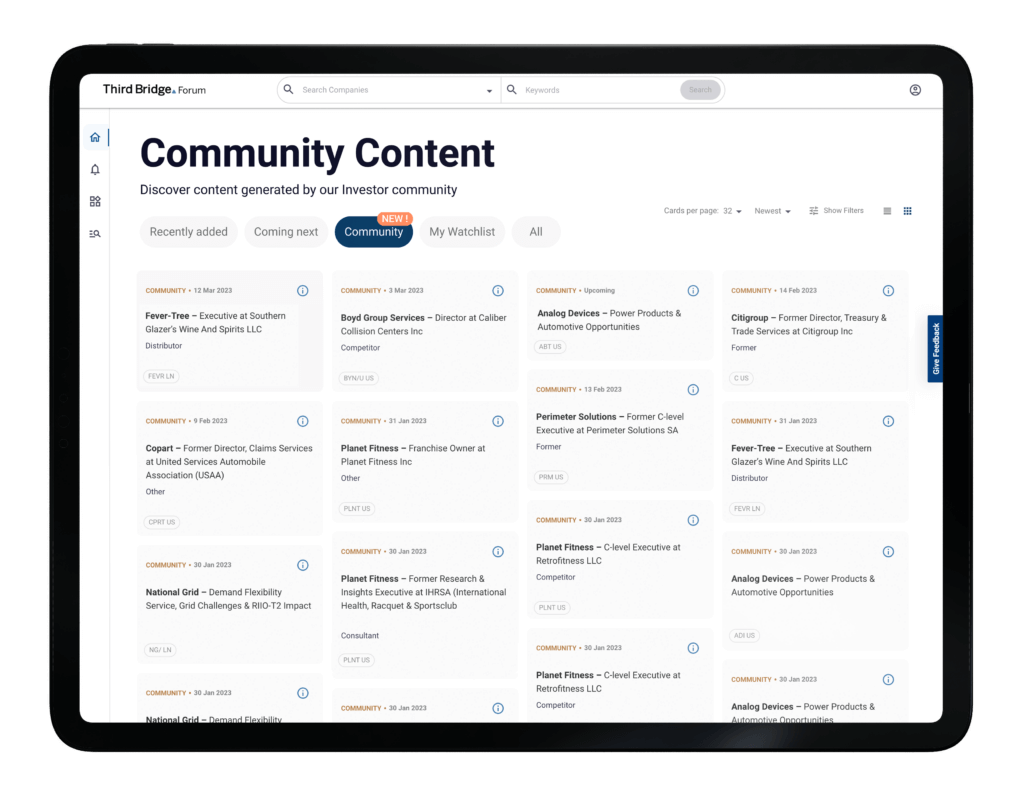 Third Bridge. Forum
Search Companies
Keywords
Search
Community Content
Discover content generated by our Investor community
Cards per page: 32
Newest
Show Filters
Recently added
Coming next
Community
NEW !
My Watchlist
All
COMMUNITY • 12 Mar 2023
Fever-Tree – Executive at Southern
Glazer's Wine And Spirits LLC
Distributor
FEVR LN
COMMUNITY • 3 Mar 2023
Boyd Group Services – Director at Caliber
Collision Centers Inc
Competitor
BYN/U US
COMMUNITY • Upcoming
Analog Devices – Power Products &
Automotive Opportunities
ABT US
COMMUNITY • 14 Feb 2023
Citigroup – Former Director, Treasury &
Trade Services at Citigroup Inc
Former
C US
Give Feedback
COMMUNITY • 9 Feb 2023
Copart – Former Director, Claims Services
at United Services Automobile
Association (USAA)
Other
CPRT US
COMMUNITY • 31 Jan 2023
Planet Fitness – Franchise Owner at
Planet Fitness Inc
Other
PLNT US
COMMUNITY • 13 Feb 2023
Perimeter Solutions – Former C-level
Executive at Perimeter Solutions SA
Former
PRM US
COMMUNITY • 31 Jan 2023
Fever-Tree – Executive at Southern
Glazer's Wine And Spirits LLC
Distributor
FEVR LN
COMMUNITY • 30 Jan 2023
National Grid – Demand Flexibility
Service, Grid Challenges & RIIO-T2 Impact
NG/ LN
COMMUNITY • 30 Jan 2023
Planet Fitness – Former Research &
Insights Executive at IHRSA (International
Health, Racquet & Sportsclub
Consultant
PLNT US
COMMUNITY • 30 Jan 2023
Planet Fitness – C-level Executive at
Retrofitness LLC
Competitor
PLNT US
COMMUNITY • 30 Jan 2023
Analog Devices – Power Products &
Automotive Opportunities
ADI US
COMMUNITY • 30 Jan 2023
National Grid – Demand Flexibility
COMMUNITY • 30 Jan 2023
COMMUNITY • 30 Jan 2023
Planet Fitness – C-level Executive at
Retrofitness LLC
Competitor
COMMUNITY • 30 Jan 2023
Analog Devices – Power Products &
Automotive Opportunities